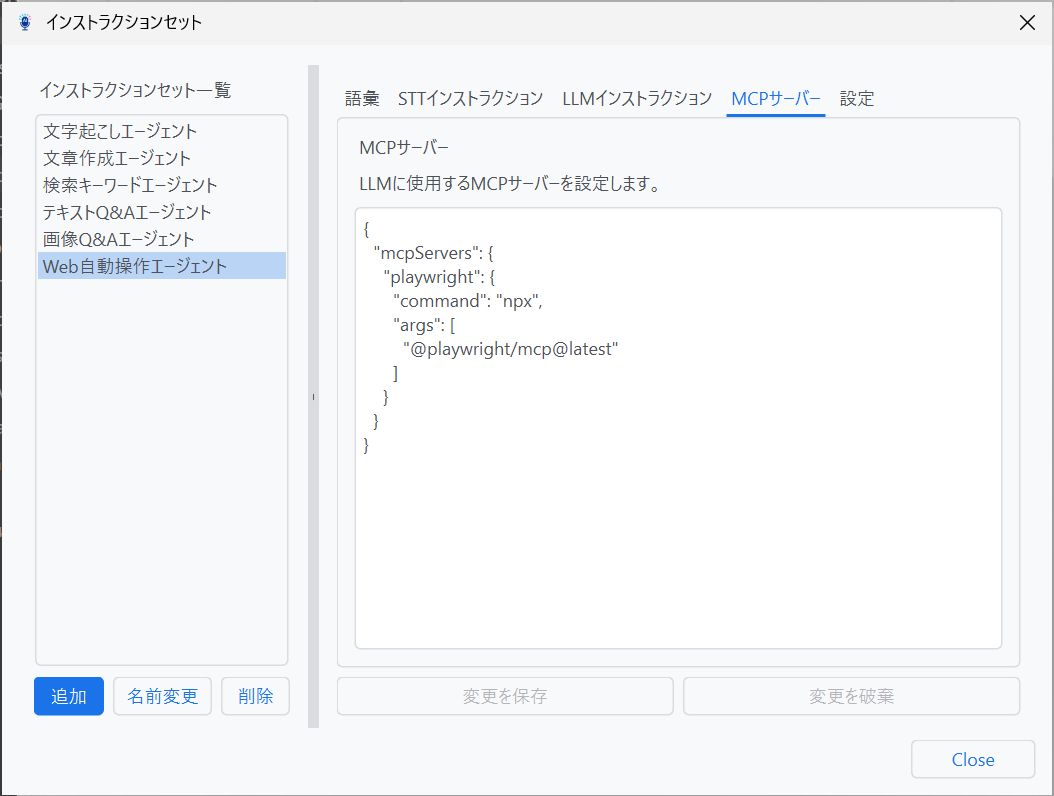 インストラクションセット
インストラクションセット一覧
文字起こしエージェント
文章作成エージェント
検索キーワードエージェント
テキストQ&Aエージェント
画像Q&Aエージェント
Web自動操作エージェント
追加 名前変更 削除
語彙 STTインストラクション LLMインストラクション MCPサーバー 設定
MCPサーバー
LLMに使用するMCPサーバーを設定します。
{
  "mcpServers": {
    "playwright": {
      "command": "npx",
      "args": [
        "@playwright/mcp@latest"
      ]
    }
  }
}
変更を保存 変更を破棄
Close